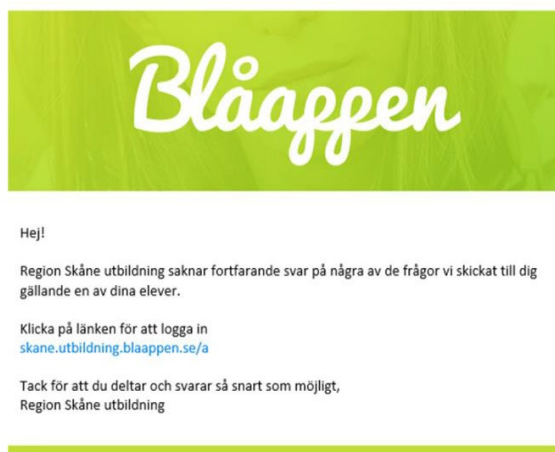 Blåappen
Hej!
Region Skåne utbildning saknar fortfarande svar på några av de frågor vi skickat till dig
gällande en av dina elever.
Klicka på länken för att logga in
skane.utbildning.blaappen.se/a
Tack för att du deltar och svarar så snart som möjligt,
Region Skåne utbildning